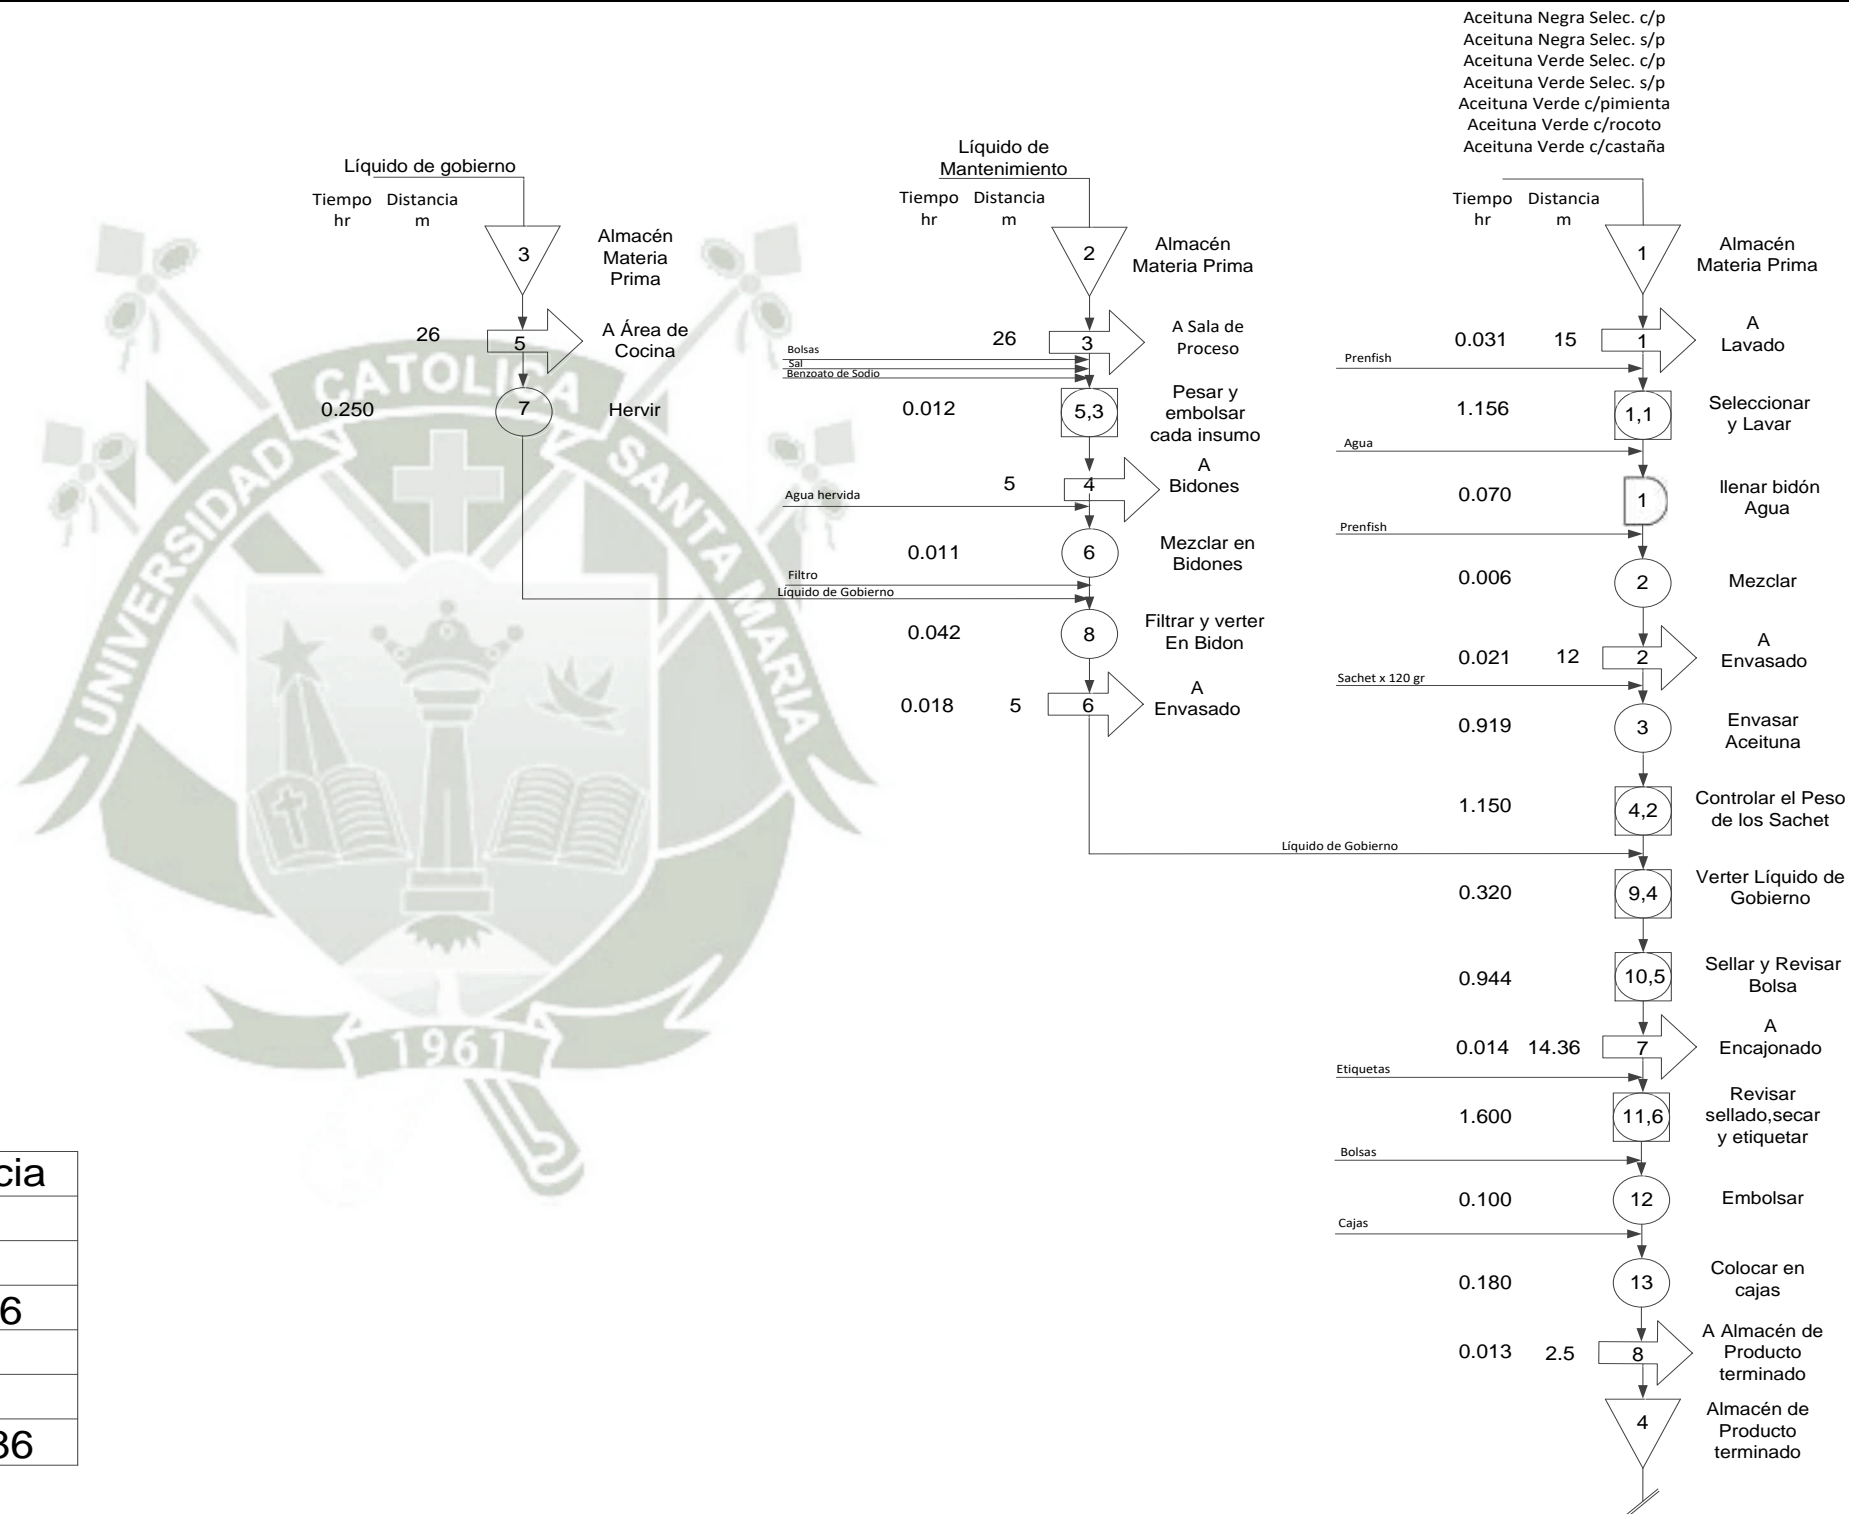 Aceituna Negra Selec. c/p
Aceituna Negra Selec. s/p
Aceituna Verde Selec. c/p
Aceituna Verde Selec. s/p
Aceituna Verde c/pimienta
Aceituna Verde c/rocoto
Aceituna Verde c/castaña
Líquido de gobierno
Tiempo Distancia
hr m
3
Almacén
Materia
Prima
26
5
A Área de
Cocina
0.250
7
Hervir
Líquido de
Mantenimiento
Tiempo Distancia
hr m
2
Almacén
Materia Prima
26
3
A Sala de
Proceso
Bolsas
Sal
Benzoato de Sodio
0.012
5,3
Pesar y
embolsar
cada insumo
5
4
A
Bidones
Agua hervida
0.011
6
Mezclar en
Bidones
Filtro
Líquido de Gobierno
0.042
8
Filtrar y verter
En Bidon
0.018 5
6
A
Envasado
Tiempo Distancia
hr m
1
Almacén
Materia Prima
0.031 15
1
A
Lavado
Prenfish
1.156
1,1
Seleccionar
y Lavar
Agua
0.070
1
llenar bidón
Agua
Prenfish
0.006
2
Mezclar
0.021 12
2
A
Envasado
Sachet x 120 gr
0.919
3
Envasar
Aceituna
1.150
4,2
Controlar el Peso
de los Sachet
Líquido de Gobierno
0.320
9,4
Verter Líquido de
Gobierno
0.944
10,5
Sellar y Revisar
Bolsa
0.014 14.36
7
A
Encajonado
Etiquetas
1.600
11,6
Revisar
sellado,secar
y etiquetar
Bolsas
0.100
12
Embolsar
Cajas
0.180
13
Colocar en
cajas
0.013 2.5
8
A Almacén de
Producto
terminado
4
Almacén de
Producto
terminado
cia
6
36
UNIVERSIDAD
CATOLICA
SANTA MARIA
1961